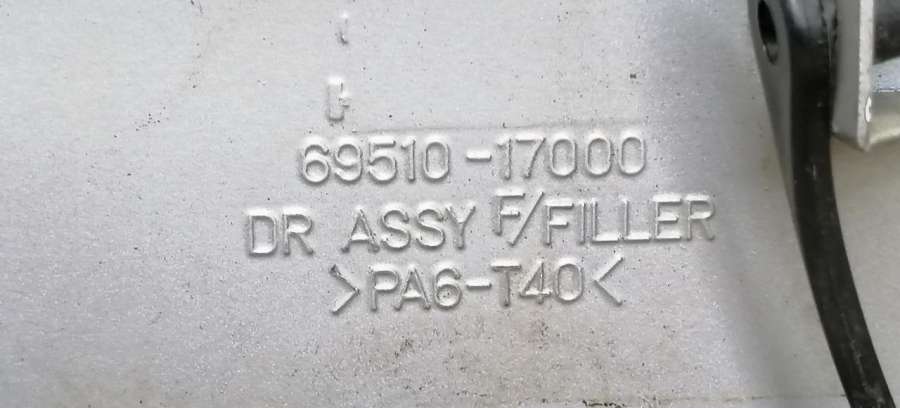 69510-17000
DR ASSY F/FILLER
>PA6-T40<